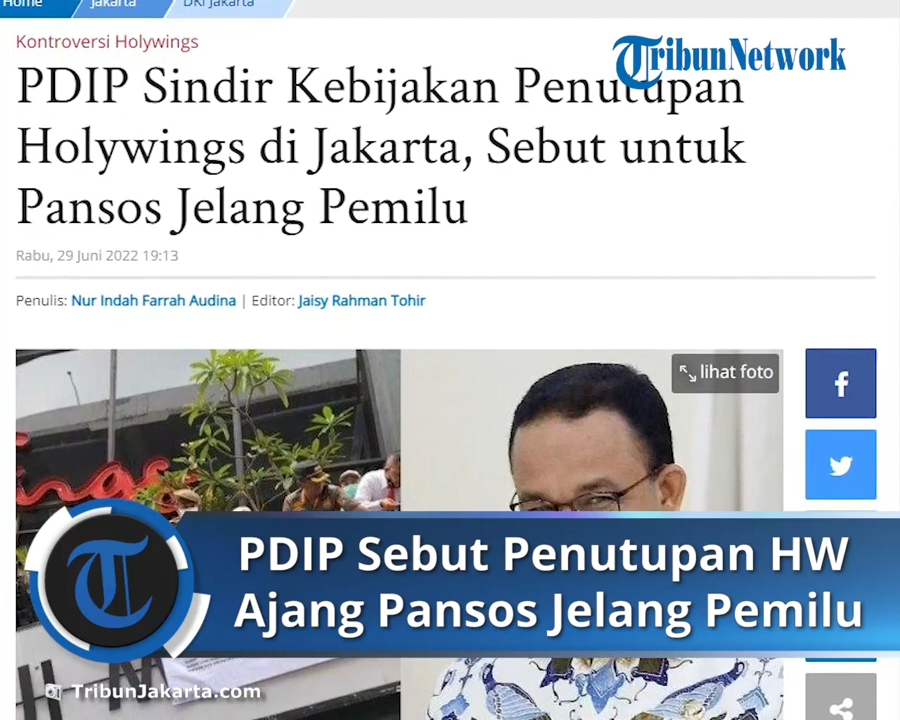 Home Jakarta DKI Jakarta
Kontroversi Holywings
TribunNetwork
PDIP Sindir Kebijakan Penutupan
Holywings di Jakarta, Sebut untuk
Pansos Jelang Pemilu
Rabu, 29 Juni 2022 19:13
Penulis: Nur Indah Farrah Audina | Editor: Jaisy Rahman Tohir
lihat foto
ngs
f
T
PDIP Sebut Penutupan HW
Ajang Pansos Jelang Pemilu
TribunJakarta.com